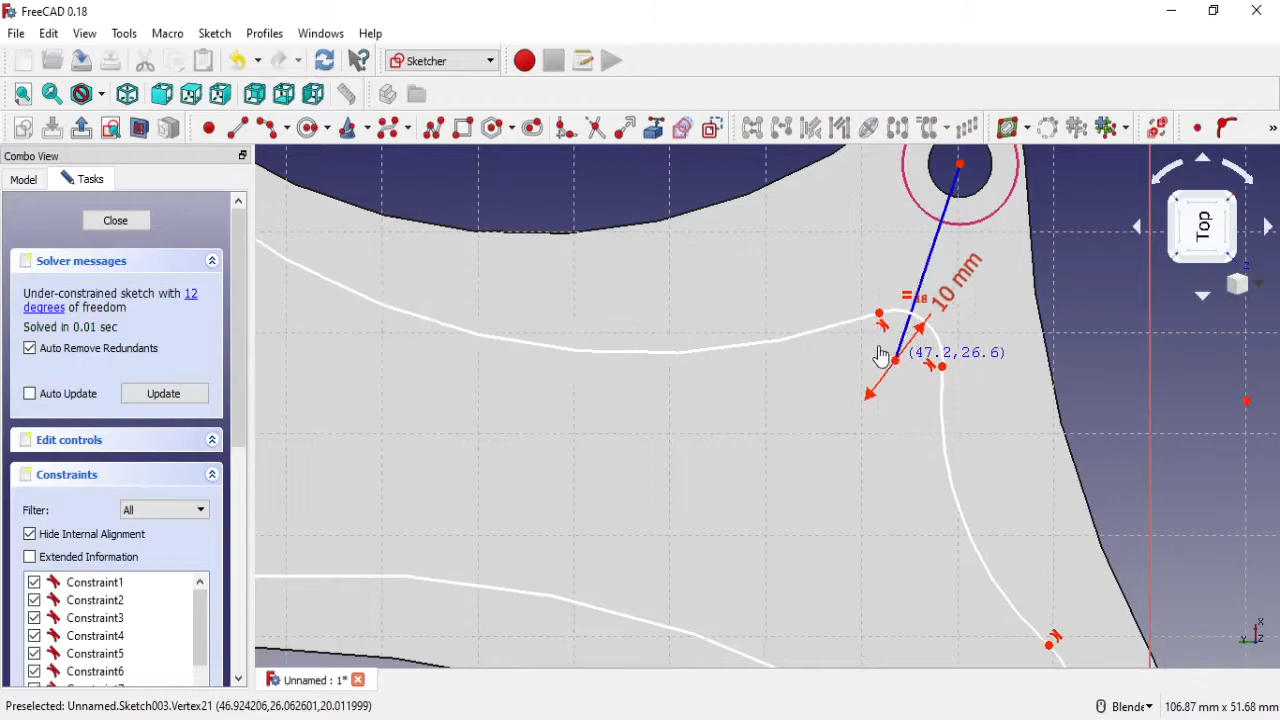 FreeCAD 0.18
File Edit View Tools Macro Sketch Profiles Windows Help
Sketcher
»
Combo View
Model Tasks
Close
Solver messages
Under-constrained sketch with 12
degrees of freedom
Solved in 0.01 sec
Auto Remove Redundants
Auto Update Update
Edit controls
Constraints
Filter: All
Hide Internal Alignment
Extended Information
Constraint1
Constraint2
Constraint3
Constraint4
Constraint5
Constraint6
10 mm
= 18
(47.2,26.6)
Top
X
Y Z
Unnamed : 1*
Preselected: Unnamed.Sketch003.Vertex21 (46.924206,26.062601,20.011999)
Blende 106.87 mm x 51.68 mm